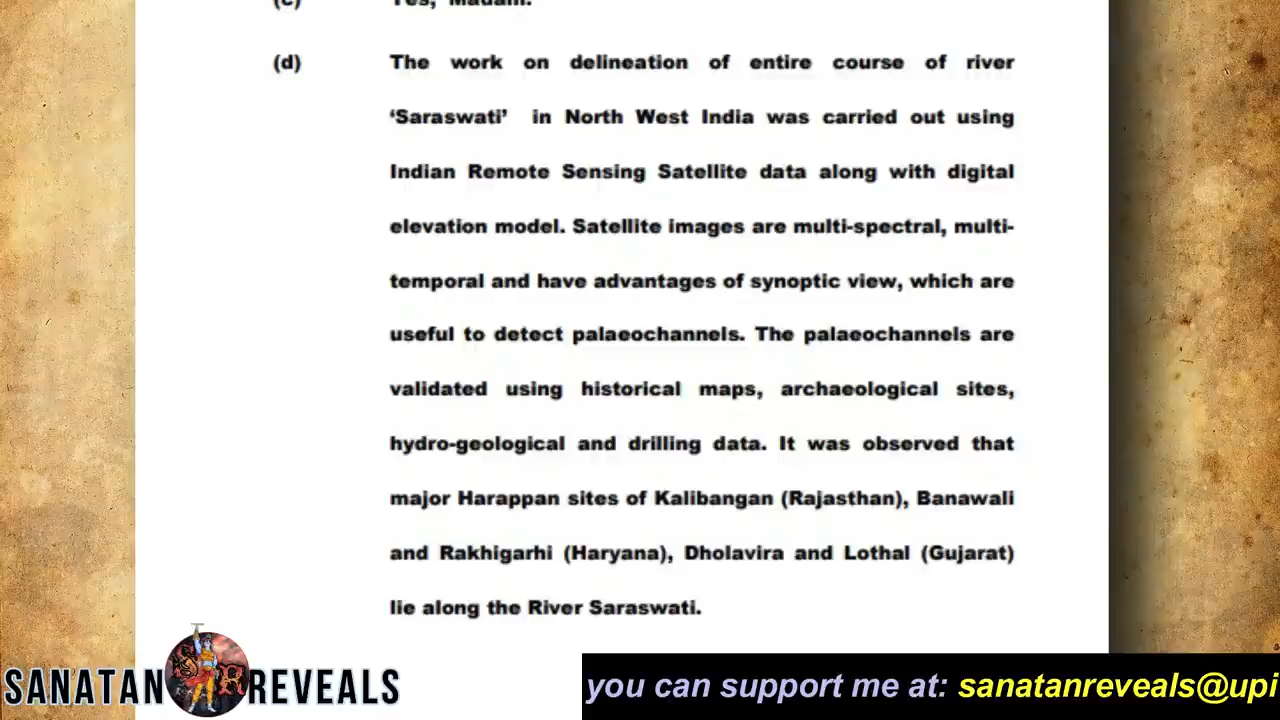 (c) Yes, Madam.
(d) The work on delineation of entire course of river
‘Saraswati’ in North West India was carried out using
Indian Remote Sensing Satellite data along with digital
elevation model. Satellite images are multi-spectral, multi-
temporal and have advantages of synoptic view, which are
useful to detect palaeochannels. The palaeochannels are
validated using historical maps, archaeological sites,
hydro-geological and drilling data. It was observed that
major Harappan sites of Kalibangan (Rajasthan), Banawali
and Rakhigarhi (Haryana), Dholavira and Lothal (Gujarat)
lie along the River Saraswati.
SANATAN REVEALS
you can support me at: sanatanreveals@upi